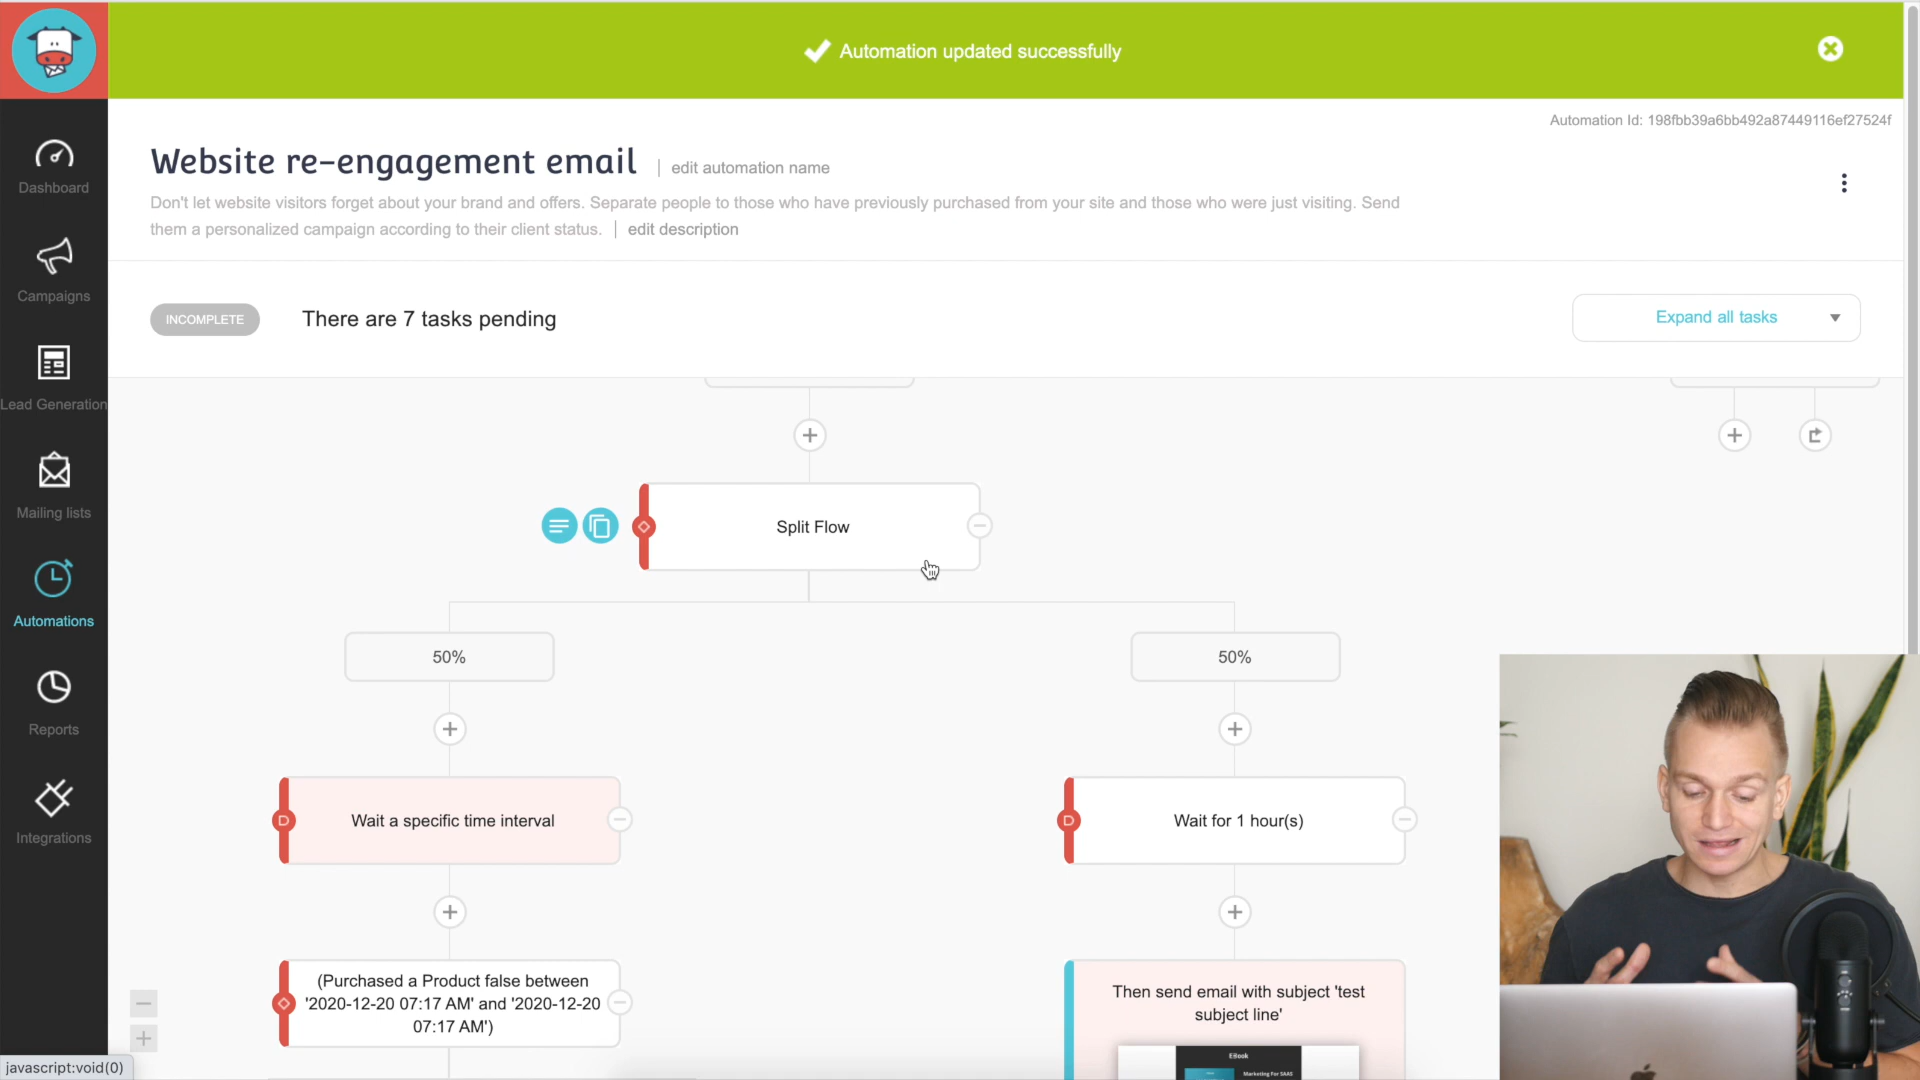 Automation updated successfully
Automation Id: 198fbb39a6bb492a87449116ef27524f
Website re-engagement email
edit automation name
Don't let website visitors forget about your brand and offers. Separate people to those who have previously purchased from your site and those who were just visiting. Send
them a personalized campaign according to their client status.
edit description
INCOMPLETE
There are 7 tasks pending
Expand all tasks
Dashboard
Campaigns
Lead Generation
Mailing lists
Automations
Reports
Integrations
Split Flow
50%
50%
D
Wait a specific time interval
D
Wait for 1 hour(s)
(Purchased a Product false between
'2020-12-20 07:17 AM' and '2020-12-20
07:17 AM')
Then send email with subject 'test
subject line'
EBook
Marketing For SAAS
javascript:void(0)